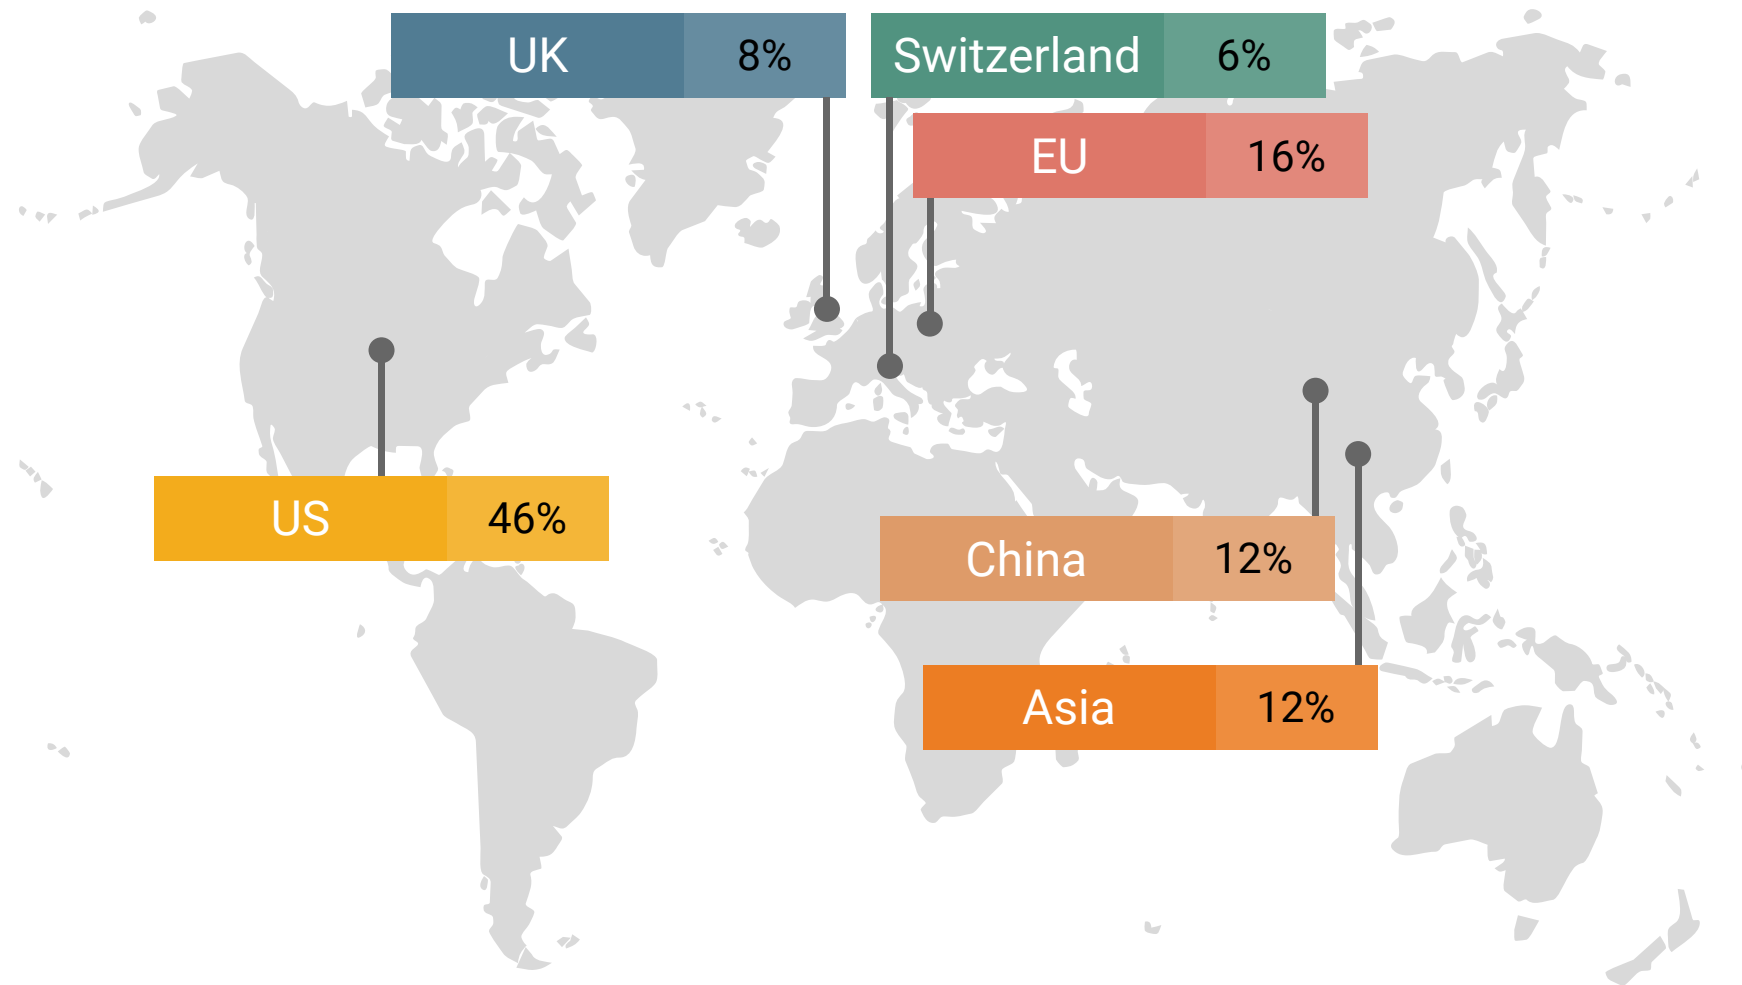 UK 8%
Switzerland 6%
EU 16%
US 46%
China 12%
Asia 12%